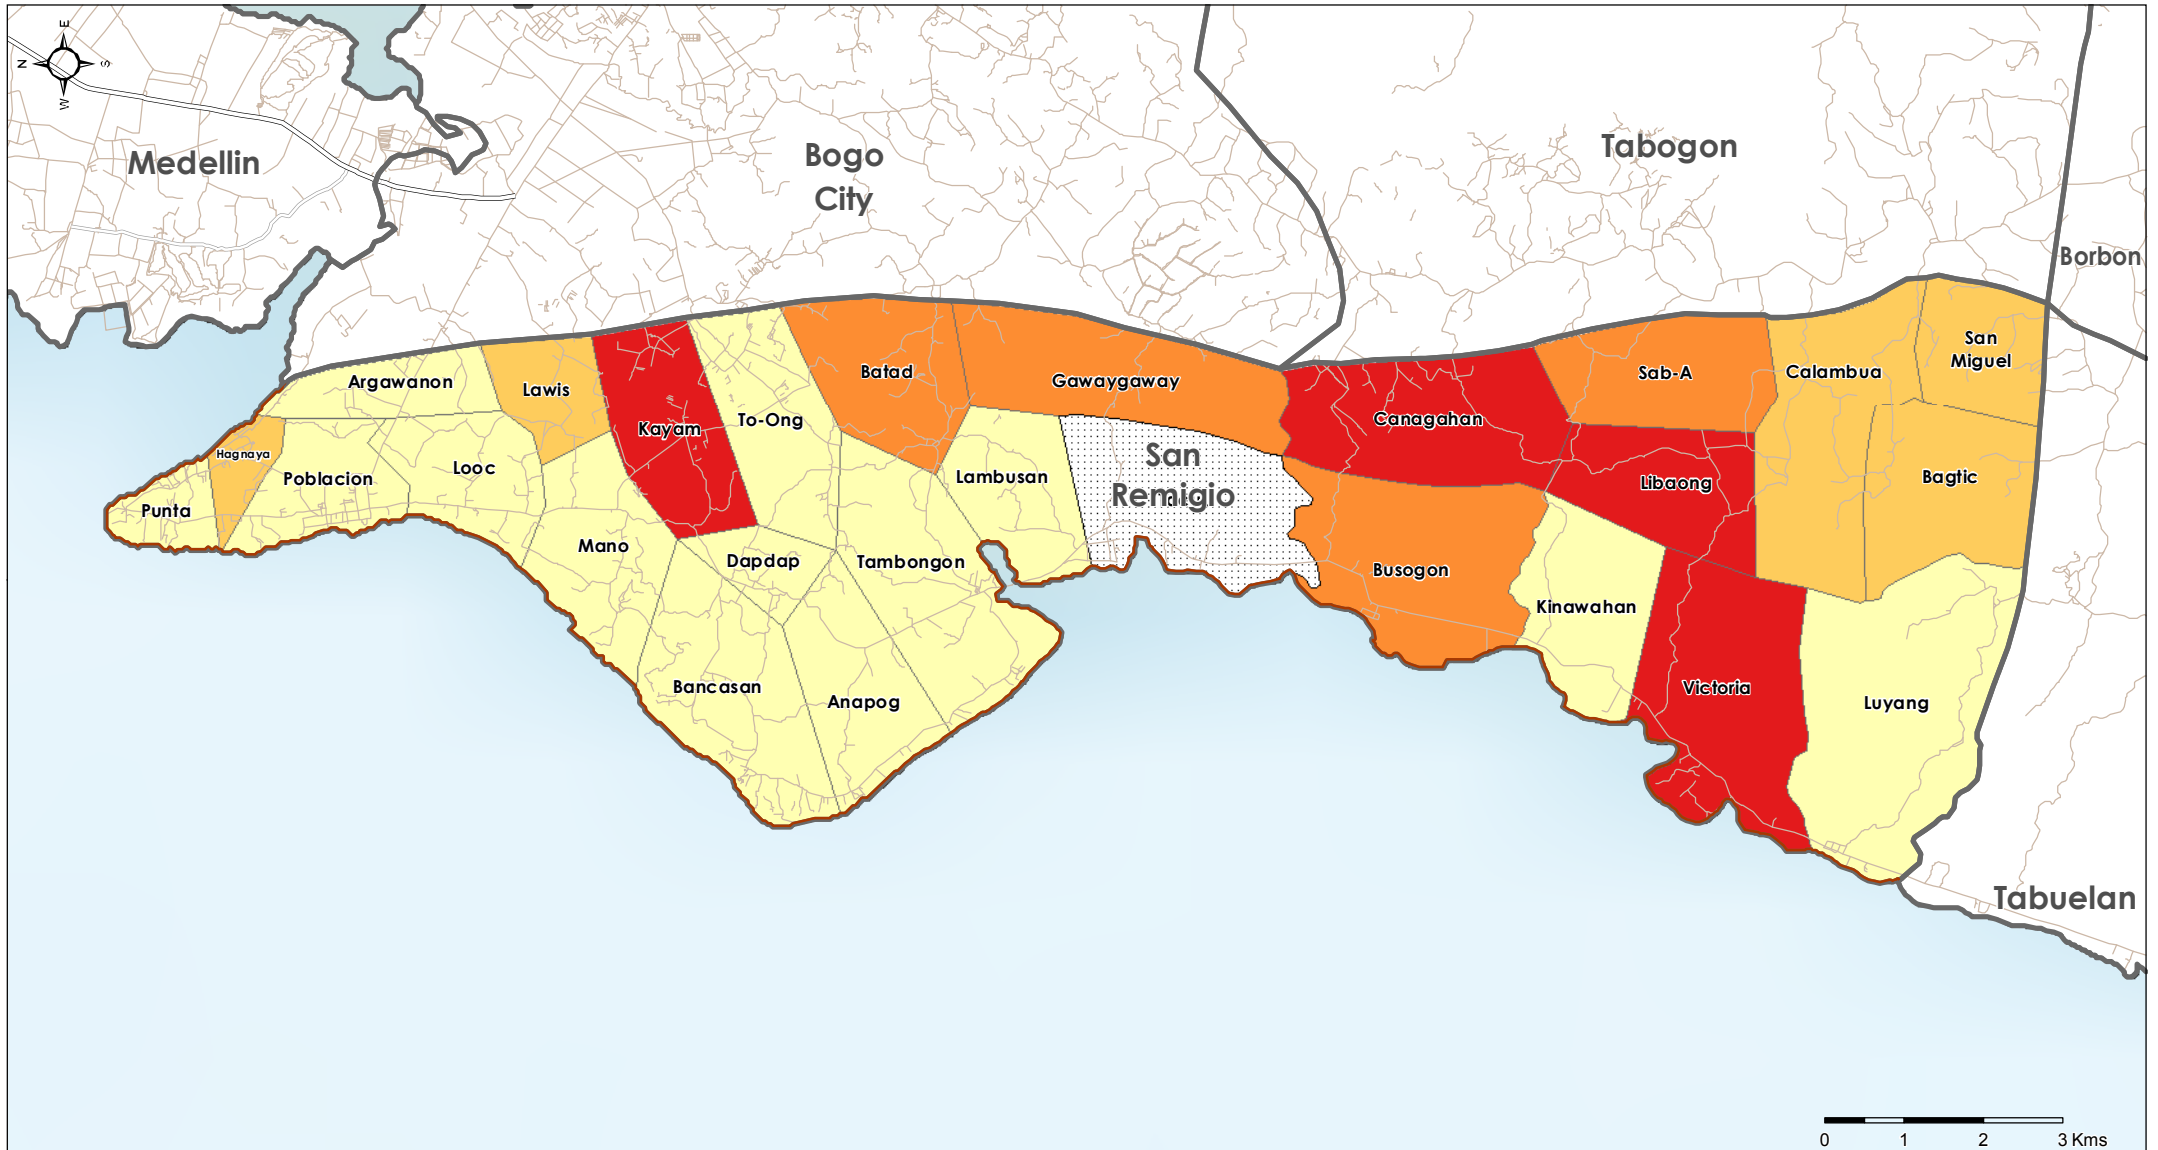 E
N
S
W
Medellin
Bogo
City
Tabogon
Borbon
Argawanon
Lawis
Kayam
To-Ong
Batad
Gawaygaway
Canagahan
Sab-A
Calambua
San
Miguel
Hagnaya
Poblacion
Looc
Lambusan
San
Remigio
Libaong
Bagtic
Punta
Mano
Dapdap
Tambongon
Busogon
Kinawahan
Bancasan
Anapog
Victoria
Luyang
Tabuelan
0 1 2 3 Kms